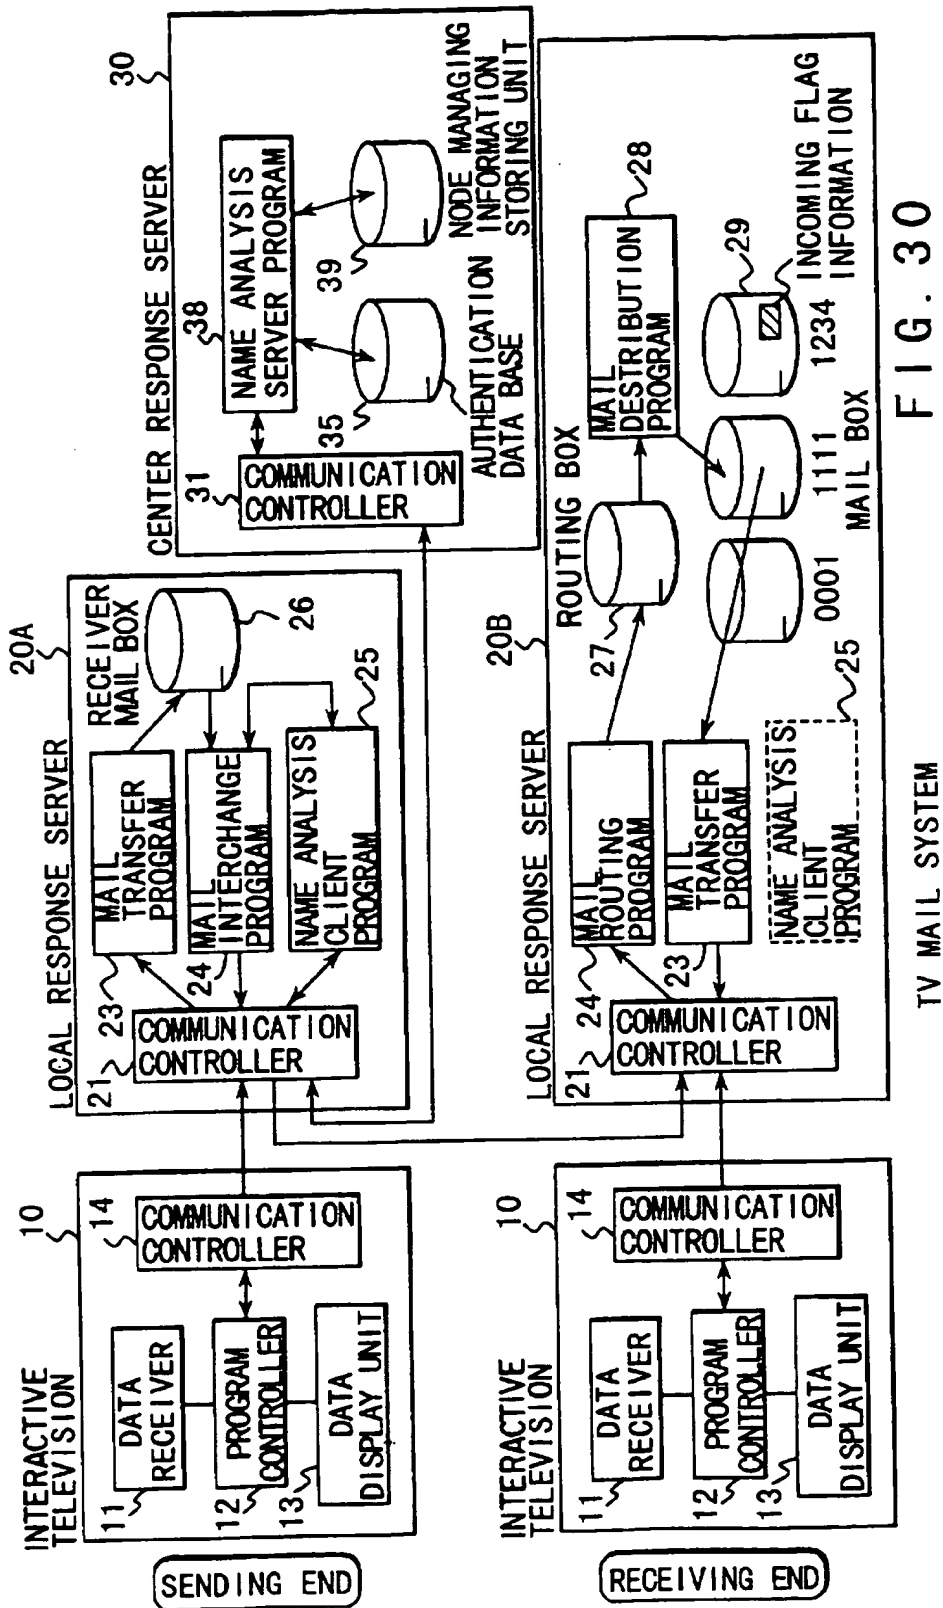 SENDING END
INTERACTIVE
TELEVISION
10
11
DATA
RECEIVER
12
PROGRAM
CONTROLLER
13
DATA
DISPLAY UNIT
14
COMMUNICATION
CONTROLLER
LOCAL RESPONSE SERVER
20A
21
COMMUNICATION
CONTROLLER
23
MAIL
TRANSFER
PROGRAM
24
MAIL
INTERCHANGE
PROGRAM
NAME ANALYSIS
CLIENT
PROGRAM
25
RECEIVER
MAIL BOX
26
CENTER RESPONSE SERVER
30
31
COMMUNICATION
CONTROLLER
38
NAME ANALYSIS
SERVER PROGRAM
35
39
AUTHENTICATION
DATA BASE
NODE MANAGING
INFORMATION
STORING UNIT
RECEIVING END
INTERACTIVE
TELEVISION
10
11
DATA
RECEIVER
12
PROGRAM
CONTROLLER
13
DATA
DISPLAY UNIT
14
COMMUNICATION
CONTROLLER
LOCAL RESPONSE SERVER
20B
21
COMMUNICATION
CONTROLLER
24
MAIL
ROUTING
PROGRAM
23
MAIL
TRANSFER
PROGRAM
NAME ANALYSIS
CLIENT
PROGRAM
25
ROUTING BOX
27
MAIL
DESTRIBUTION
PROGRAM
28
29
0001
1111
1234
MAIL BOX
INCOMING FLAG
INFORMATION
TV MAIL SYSTEM
FIG. 30